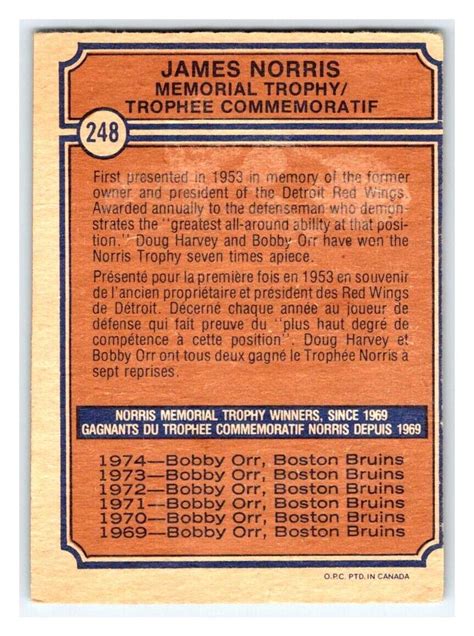 JAMES NORRIS
MEMORIAL TROPHY/
TROPHEE COMMEMORATIF
248
First presented in 1953 in memory of the former
owner and president of the Detroit Red Wings.
Awarded annually to the defenseman who demon-
strates the "greatest all-around ability at that posi-
tion." Doug Harvey and Bobby Orr have won the
Norris Trophy seven times apiece.
Présenté pour la première fois en 1953 en souvenir
de l'ancien propriétaire et président des Red Wings
de Détroit. Décerné chaque année au joueur de
défense qui fait preuve du "plus haut degré de
compétence à cette position". Doug Harvey et
Bobby Orr ont tous deux gagné le Trophée Norris à
sept reprises.
NORRIS MEMORIAL TROPHY WINNERS, SINCE 1969
GAGNANTS DU TROPHEE COMMEMORATIF NORRIS DEPUIS 1969
1974—Bobby Orr, Boston Bruins
1973—Bobby Orr, Boston Bruins
1972—Bobby Orr, Boston Bruins
1971—Bobby Orr, Boston Bruins
1970—Bobby Orr, Boston Bruins
1969—Bobby Orr, Boston Bruins
O.P.C. PTD. IN CANADA